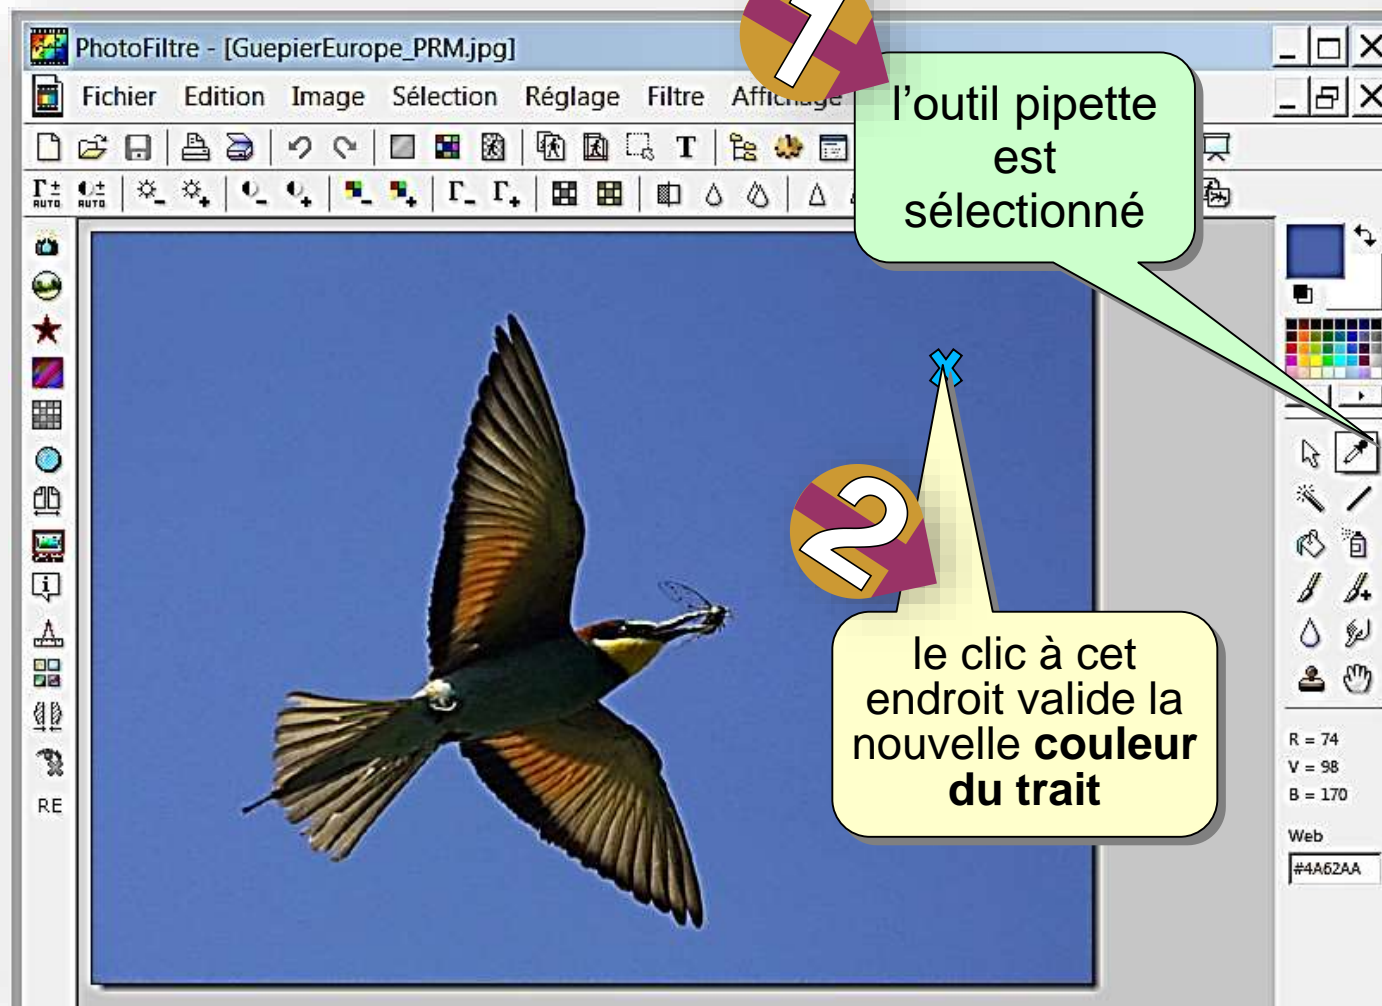 PhotoFiltre - [GuepierEurope_PRM.jpg]
1
Fichier Edition Image Sélection Réglage Filtre Affichage
l’outil pipette
est
sélectionné
T
AUTO AUTO
2
le clic à cet
endroit valide la
nouvelle couleur
du trait
RE
R = 74
V = 98
B = 170
Web
#4A62AA